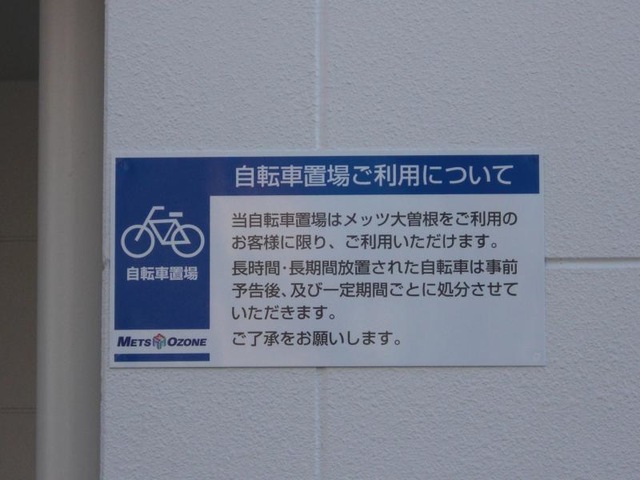 自転車置場ご利用について
当自転車置場はメッツ大曽根をご利用の
お客様に限り、ご利用いただけます。
長時間・長期間放置された自転車は事前
予告後、及び一定期間ごとに処分させて
いただきます。
ご了承をお願いします。
自転車置場
METS OZONE